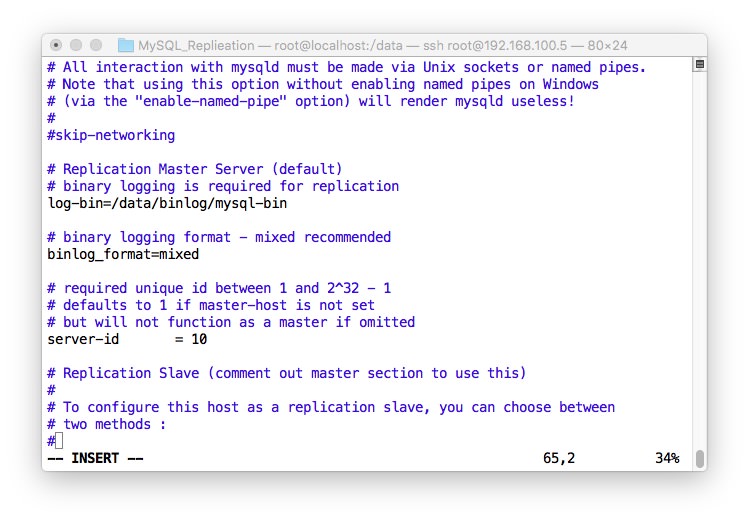 MySQL_Replieation — root@localhost:/data — ssh root@192.168.100.5 — 80×24
# All interaction with mysqld must be made via Unix sockets or named pipes.
# Note that using this option without enabling named pipes on Windows
# (via the "enable-named-pipe" option) will render mysqld useless!
#
#skip-networking
# Replication Master Server (default)
# binary logging is required for replication
log-bin=/data/binlog/mysql-bin
# binary logging format - mixed recommended
binlog_format=mixed
# required unique id between 1 and 2^32 - 1
# defaults to 1 if master-host is not set
# but will not function as a master if omitted
server-id       = 10
# Replication Slave (comment out master section to use this)
#
# To configure this host as a replication slave, you can choose between
# two methods :
#
-- INSERT -- 65,2 34%